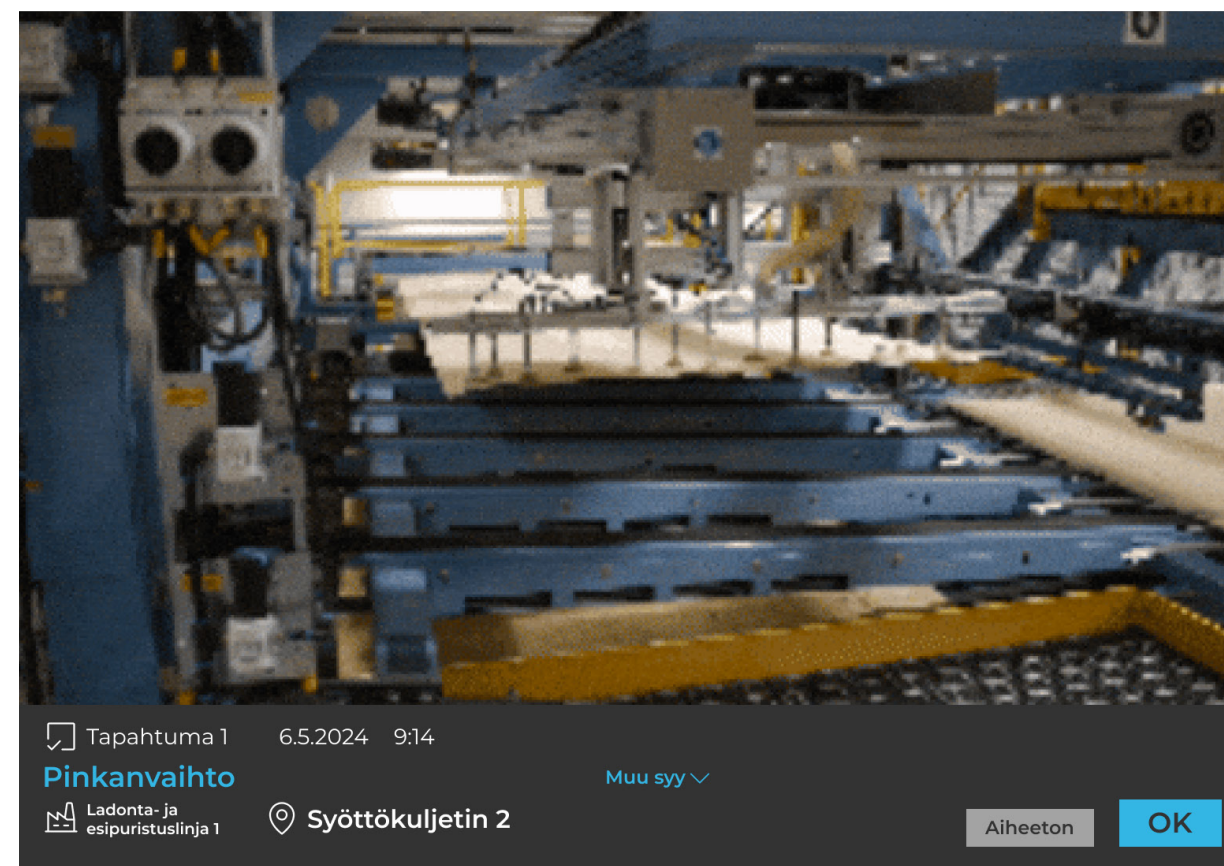 Tapahtuma 1 6.5.2024 9:14
Pinkanvaihto
Muu syy
Ladonta- ja
esipuristuslinja 1
Syöttökuljetin 2
Aiheeton
OK